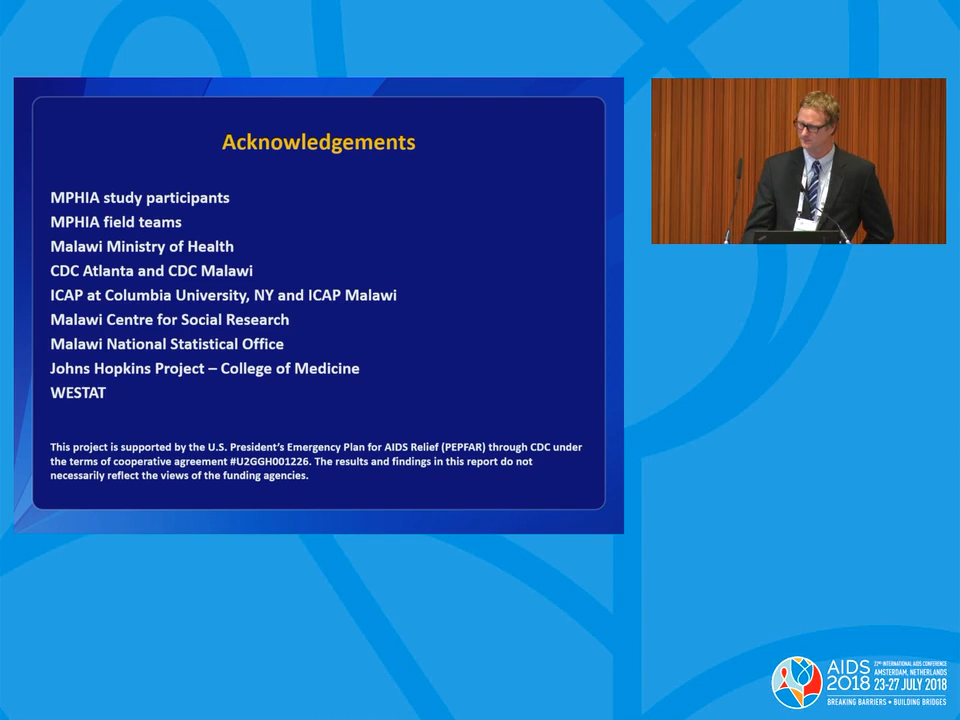 Acknowledgements
MPHIA study participants
MPHIA field teams
Malawi Ministry of Health
CDC Atlanta and CDC Malawi
ICAP at Columbia University, NY and ICAP Malawi
Malawi Centre for Social Research
Malawi National Statistical Office
Johns Hopkins Project – College of Medicine
WESTAT
This project is supported by the U.S. President’s Emergency Plan for AIDS Relief (PEPFAR) through CDC under
the terms of cooperative agreement #U2GGH001226. The results and findings in this report do not
necessarily reflect the views of the funding agencies.
AIDS
2018
22ND INTERNATIONAL AIDS CONFERENCE
AMSTERDAM, NETHERLANDS
23-27 JULY 2018
BREAKING BARRIERS • BUILDING BRIDGES